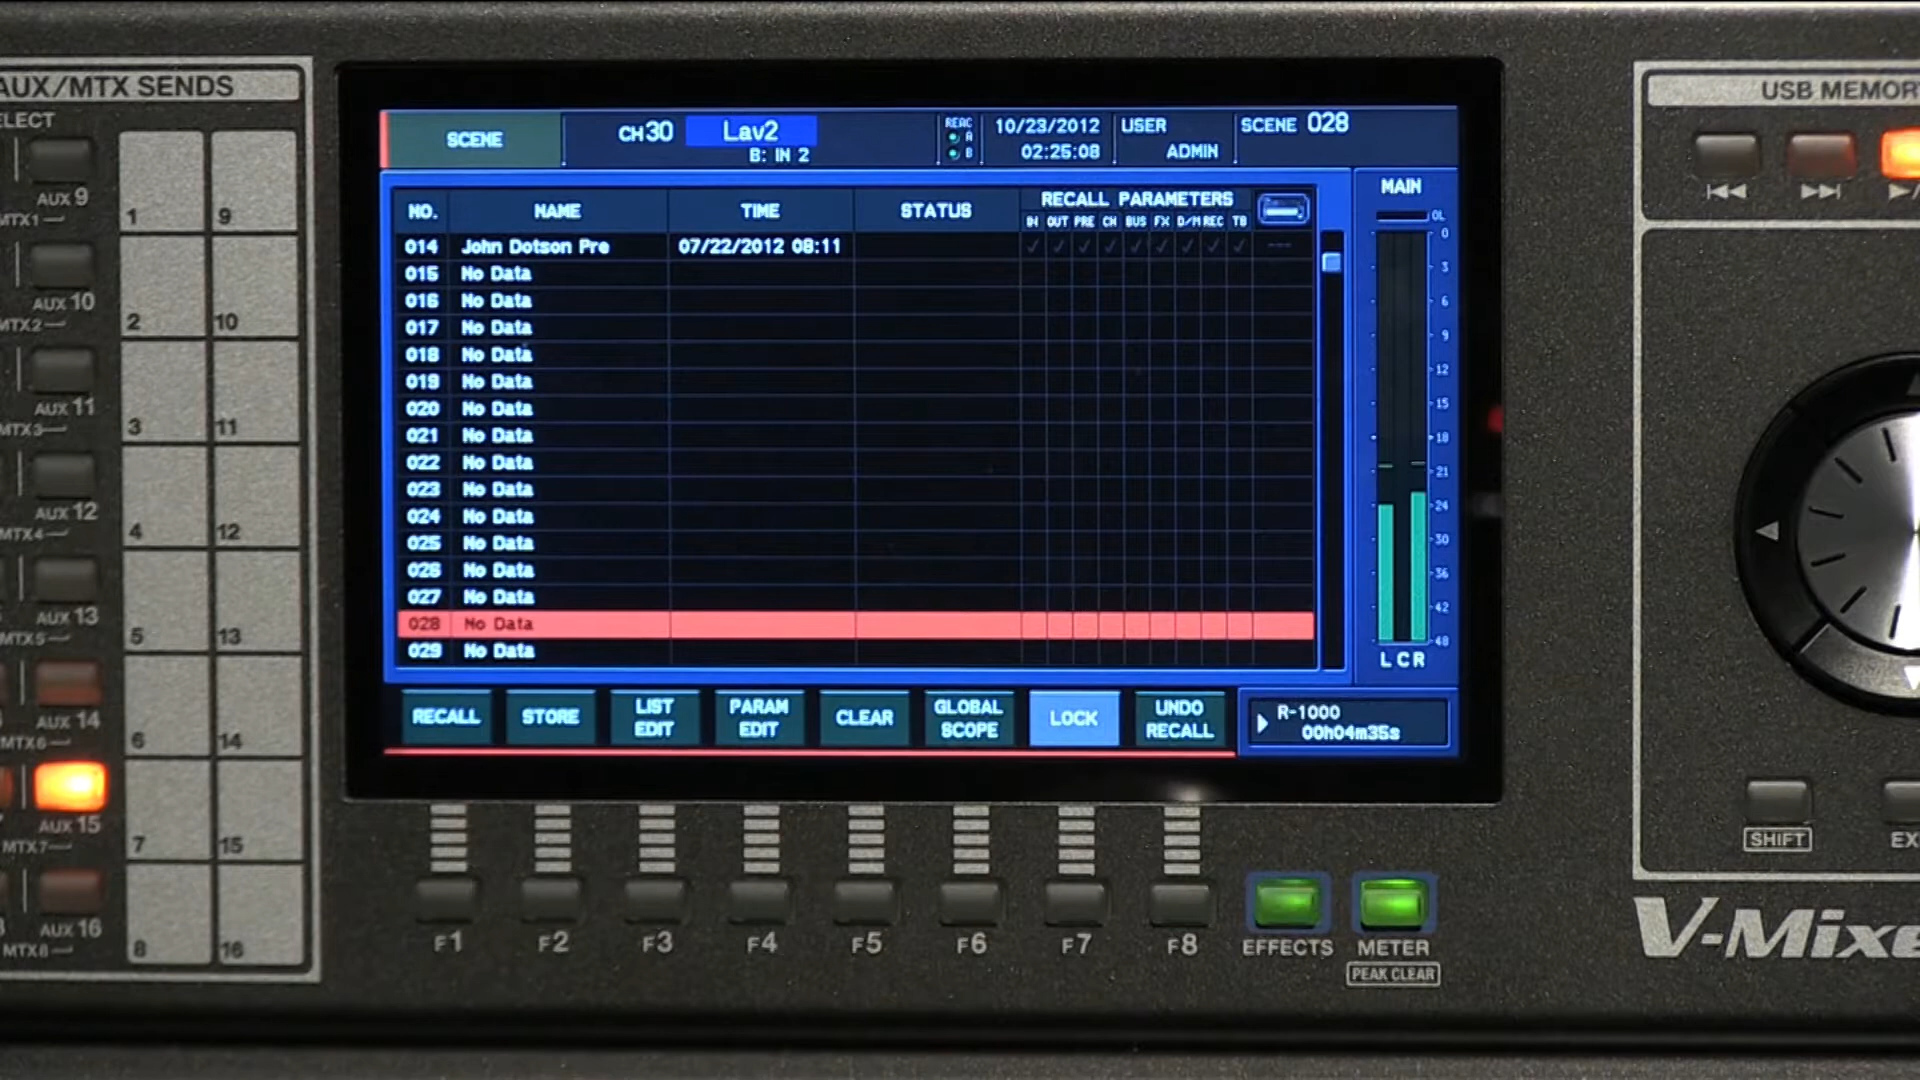 AUX/MTX SENDS
ELECT
AUX 9
MTX1
AUX 10
MTX2
AUX 11
MTX3
AUX 12
MTX4
AUX 13
MTX5
AUX 14
MTX6
AUX 15
MTX7
AUX 16
MTX8
1 9
2 10
3 11
4 12
5 13
6 14
7 15
8 16
SCENE
CH30 Lav2
B: IN 2
REAC
A
B
10/23/2012
02:25:08
USER
ADMIN
SCENE 028
NO. NAME TIME STATUS RECALL PARAMETERS
IN OUT PRE CH BUS FX D/M REC TB
014 John Dotson Pre 07/22/2012 08:11 ---
015 No Data
016 No Data
017 No Data
018 No Data
019 No Data
020 No Data
021 No Data
022 No Data
023 No Data
024 No Data
025 No Data
026 No Data
027 No Data
028 No Data
029 No Data
MAIN
OL
0
3
6
9
12
15
18
21
24
30
36
42
48
L C R
RECALL
STORE
LIST
EDIT
PARAM
EDIT
CLEAR
GLOBAL
SCOPE
LOCK
UNDO
RECALL
R-1000
00h04m35s
F1 F2 F3 F4 F5 F6 F7 F8
EFFECTS
METER
PEAK CLEAR
USB MEMOR
SHIFT
EX
V-Mixe